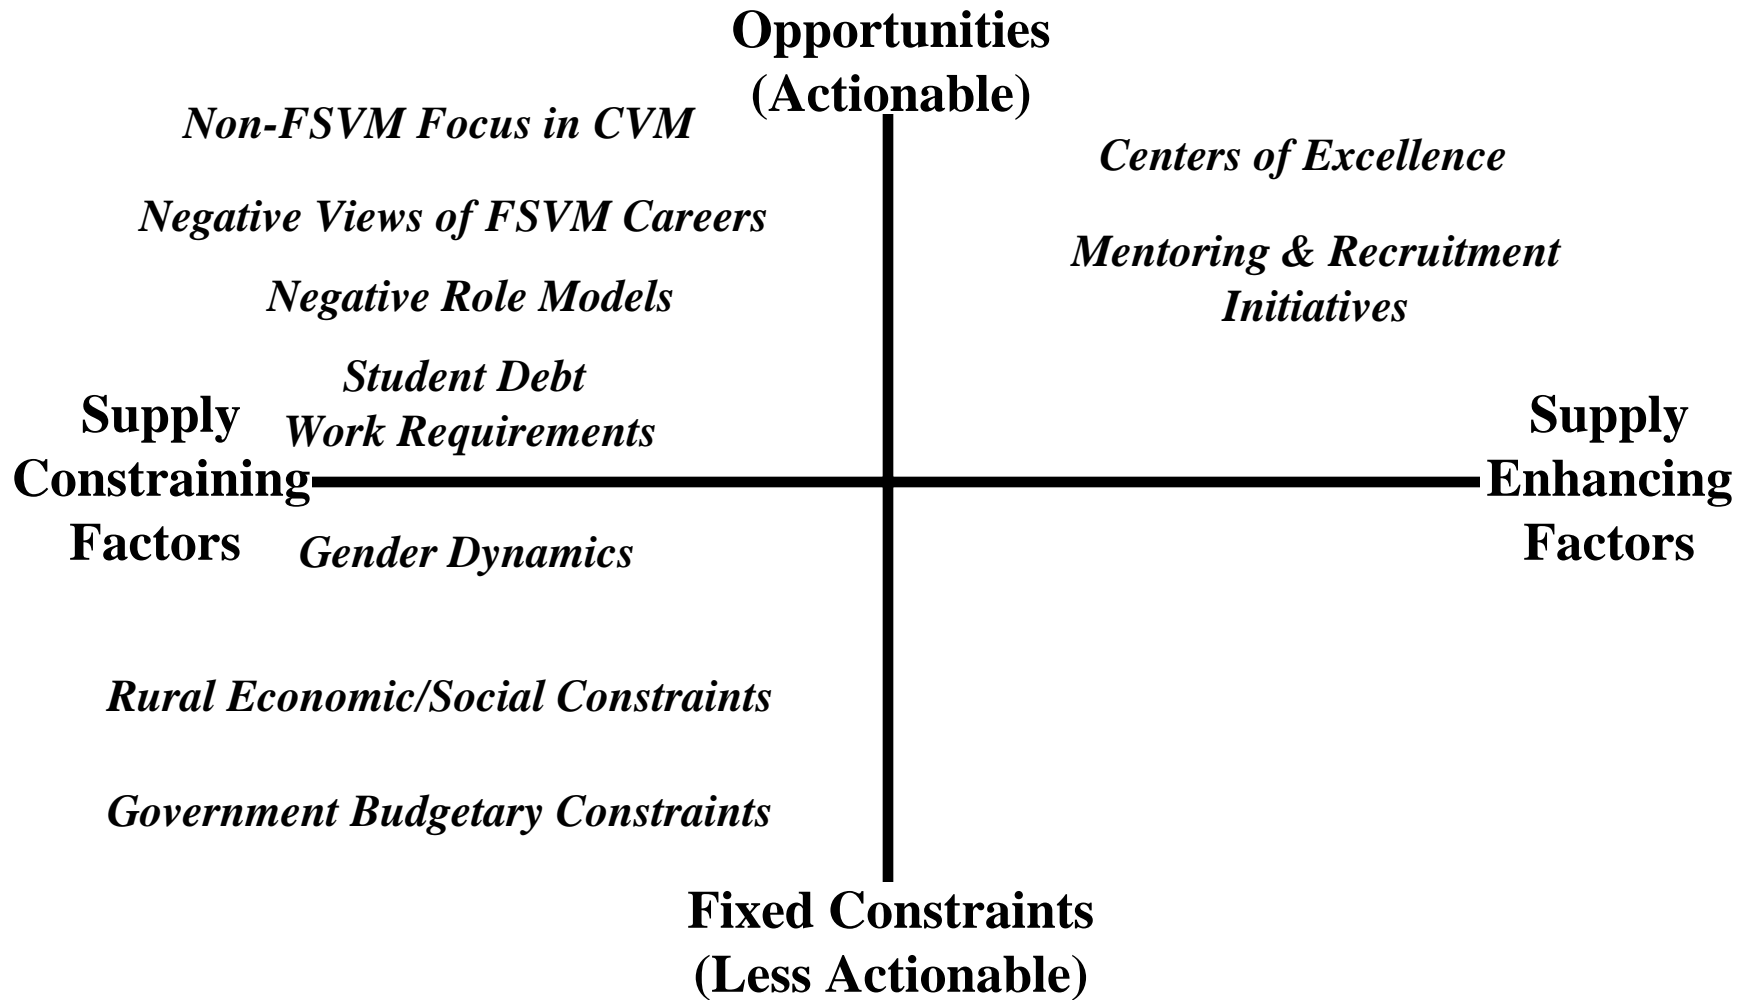 Opportunities
(Actionable)
Non-FSVM Focus in CVM
Centers of Excellence
Negative Views of FSVM Careers
Mentoring & Recruitment
Initiatives
Negative Role Models
Student Debt
Work Requirements
Supply
Constraining
Factors
Supply
Enhancing
Factors
Gender Dynamics
Rural Economic/Social Constraints
Government Budgetary Constraints
Fixed Constraints
(Less Actionable)